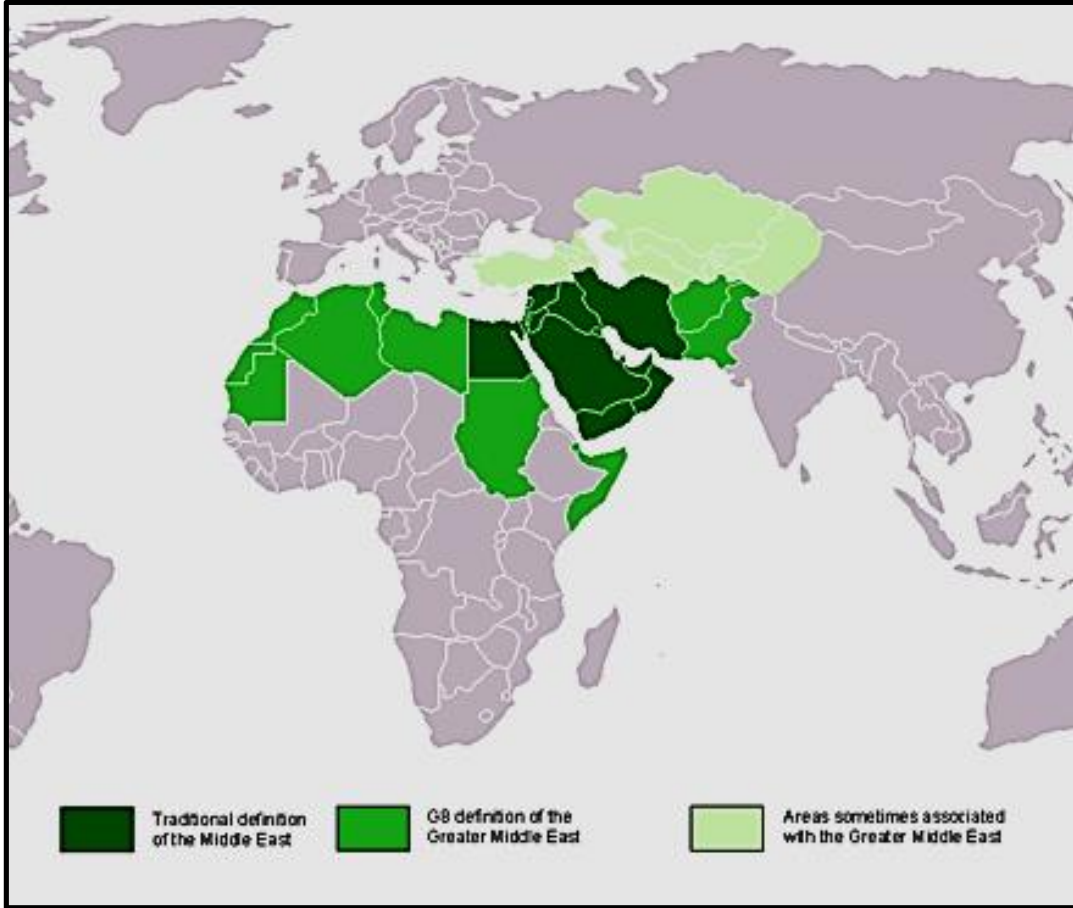 Traditional definition
of the Middle East
G8 definition of the
Greater Middle East
Areas sometimes associated
with the Greater Middle East